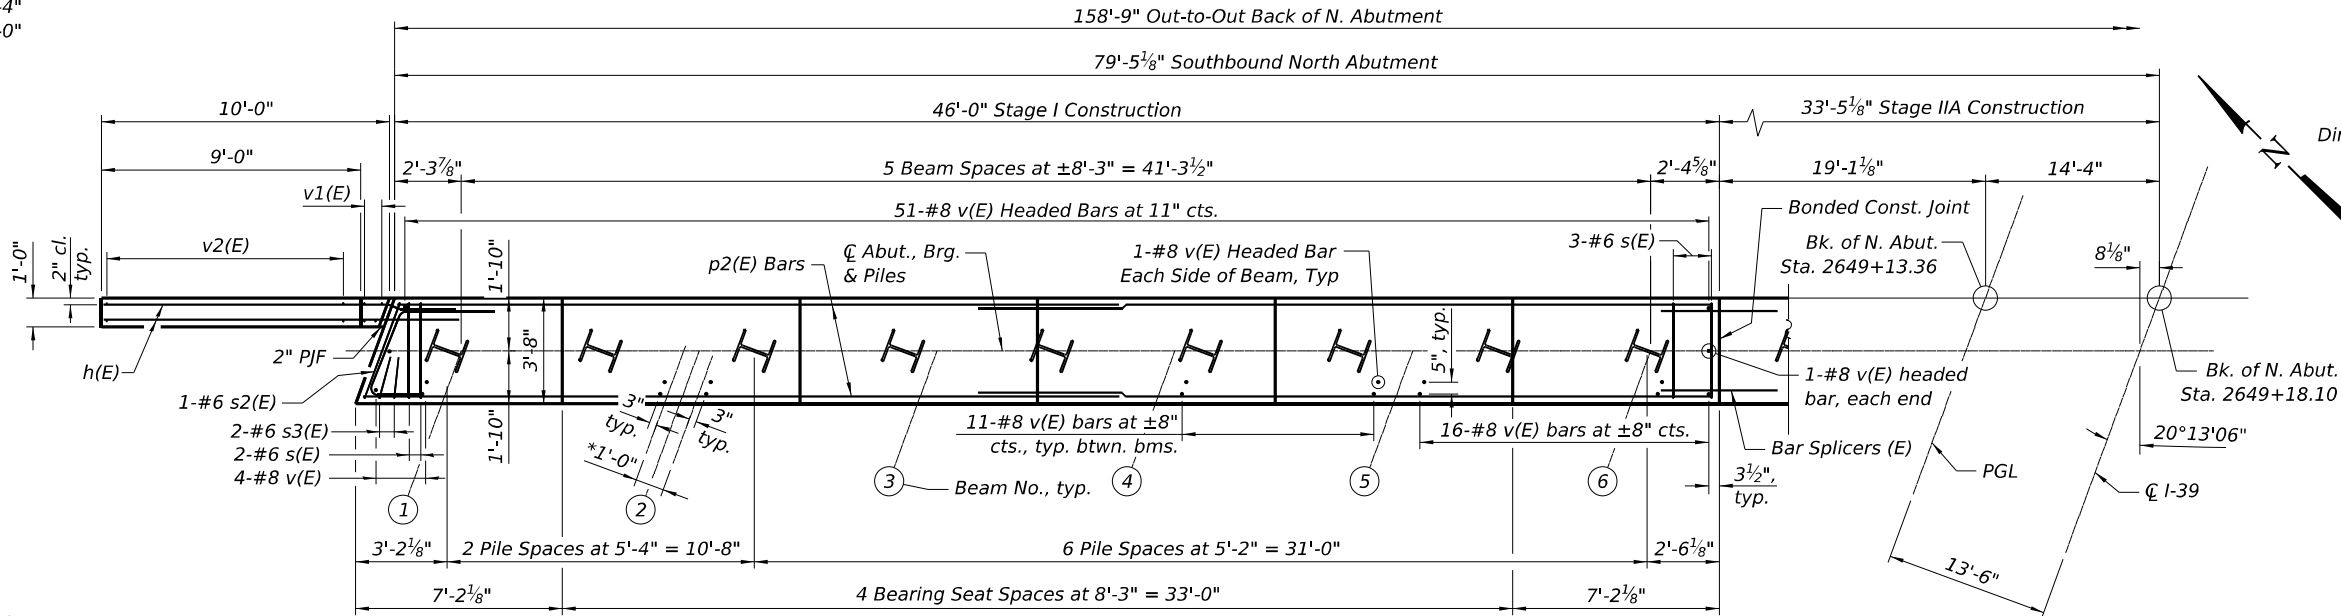 -4"
-0"
158'-9" Out-to-Out Back of N. Abutment
79'-5⅛" Southbound North Abutment
10'-0"
46'-0" Stage I Construction
33'-5⅛" Stage IIA Construction
Dir
N
9'-0"
2'-3⅞"
5 Beam Spaces at ±8'-3" = 41'-3½"
2'-4⅝"
19'-1⅛"
14'-4"
v1(E)
51-#8 v(E) Headed Bars at 11" cts.
Bonded Const. Joint
1'-0"
2" cl.
typ.
v2(E)
1'-10"
p2(E) Bars
℄ Abut., Brg.
& Piles
1-#8 v(E) Headed Bar
Each Side of Beam, Typ
3-#6 s(E)
Bk. of N. Abut.
Sta. 2649+13.36
8⅛"
h(E)
2" PJF
3'-8"
5", typ.
1-#8 v(E) headed
bar, each end
Bk. of N. Abut.
Sta. 2649+18.10
1-#6 s2(E)
2-#6 s3(E)
2-#6 s(E)
4-#8 v(E)
1'-10"
3"
typ.
3"
typ.
*1'-0"
11-#8 v(E) bars at ±8"
cts., typ. btwn. bms.
16-#8 v(E) bars at ±8" cts.
Bar Splicers (E)
20°13'06"
3½",
typ.
PGL
℄ I-39
1
2
3
Beam No., typ.
4
5
6
3'-2⅛"
2 Pile Spaces at 5'-4" = 10'-8"
6 Pile Spaces at 5'-2" = 31'-0"
2'-6⅛"
13'-6"
7'-2⅛"
4 Bearing Seat Spaces at 8'-3" = 33'-0"
7'-2⅛"